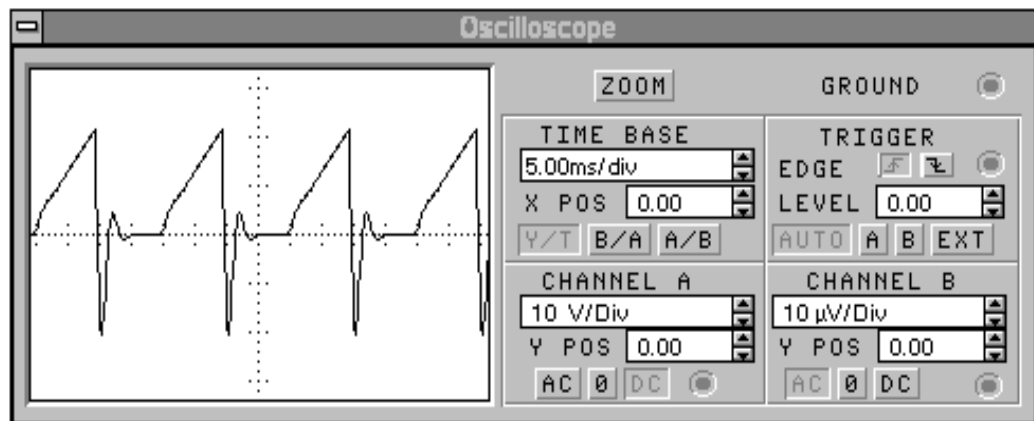 Oscilloscope
ZOOM
GROUND
TIME BASE
5.00ms/div
X POS 0.00
Y/T B/A A/B
TRIGGER
EDGE
LEVEL 0.00
AUTO A B EXT
CHANNEL A
10 V/Div
Y POS 0.00
AC 0 DC
CHANNEL B
10 µV/Div
Y POS 0.00
AC 0 DC